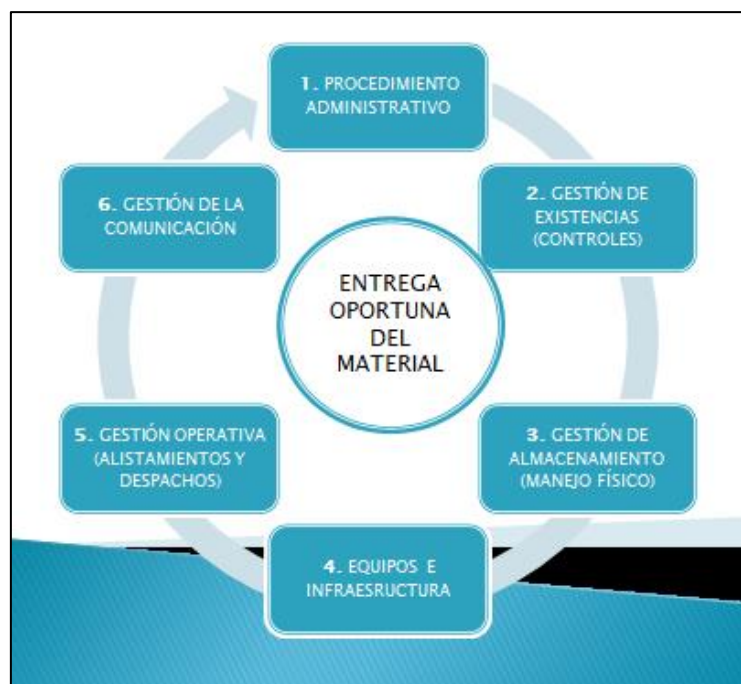 1. PROCEDIMIENTO
ADMINISTRATIVO
2. GESTIÓN DE
EXISTENCIAS
(CONTROLES)
3. GESTIÓN DE
ALMACENAMIENTO
(MANEJO FÍSICO)
4. EQUIPOS E
INFRAESRUCTURA
5. GESTIÓN OPERATIVA
(ALISTAMIENTOS Y
DESPACHOS)
6. GESTIÓN DE LA
COMUNICACIÓN
ENTREGA
OPORTUNA
DEL
MATERIAL